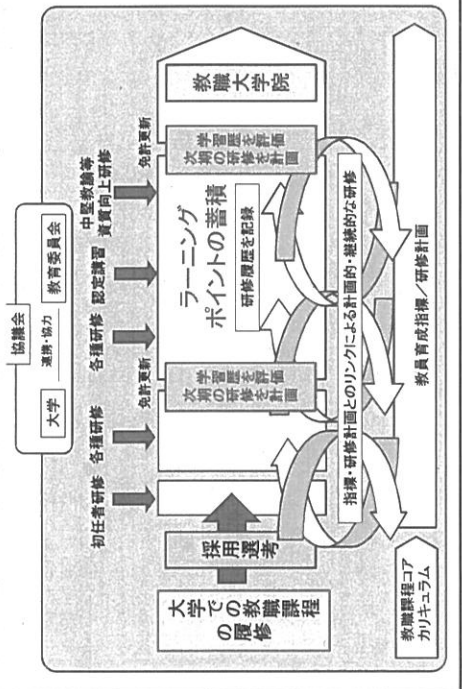 協議会
大学
連携・協力
教育委員会
初任者研修
各種研修
各種研修
認定講習
中堅教諭等
資質向上研修
免許更新
免許更新
大学での教職課程
の履修
採用選考
学習歴を評価
次期の研修を計画
ラーニング
ポイントの蓄積
研修履歴を記録
学習歴を評価
次期の研修を計画
教職大学院
指標・研修計画とのリンクによる計画的・継続的な研修
教職課程コア
カリキュラム
教員育成指標/研修計画